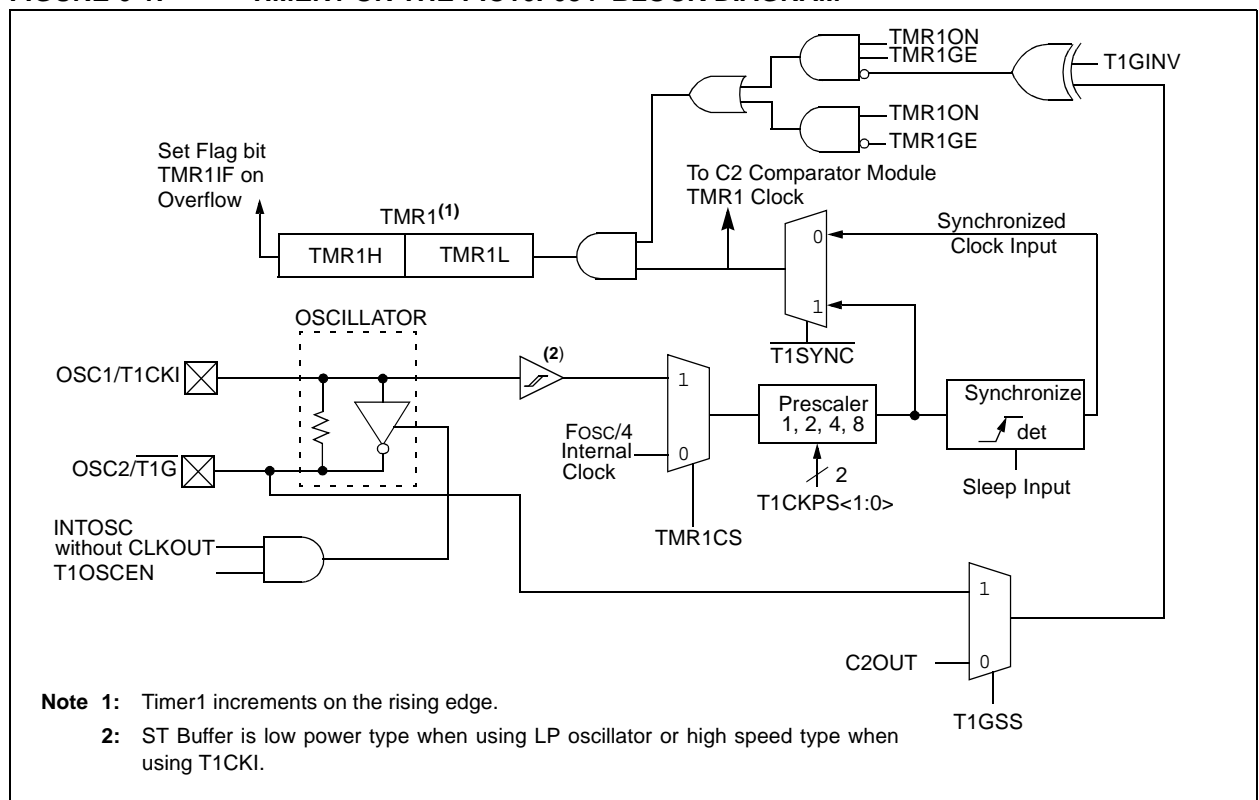 TMR1ON
TMR1GE
T1GINV
TMR1ON
TMR1GE
Set Flag bit
TMR1IF on
Overflow
To C2 Comparator Module
TMR1 Clock
TMR1(1)
TMR1H
TMR1L
0
1
Synchronized
Clock Input
T1SYNC
OSCILLATOR
(2)
OSC1/T1CKI
1
0
FOSC/4
Internal
Clock
Prescaler
1, 2, 4, 8
Synchronize
det
OSC2/T1G
2
T1CKPS<1:0>
Sleep Input
TMR1CS
INTOSC
without CLKOUT
T1OSCEN
1
C2OUT
0
T1GSS
Note 1: Timer1 increments on the rising edge.
2: ST Buffer is low power type when using LP oscillator or high speed type when
using T1CKI.